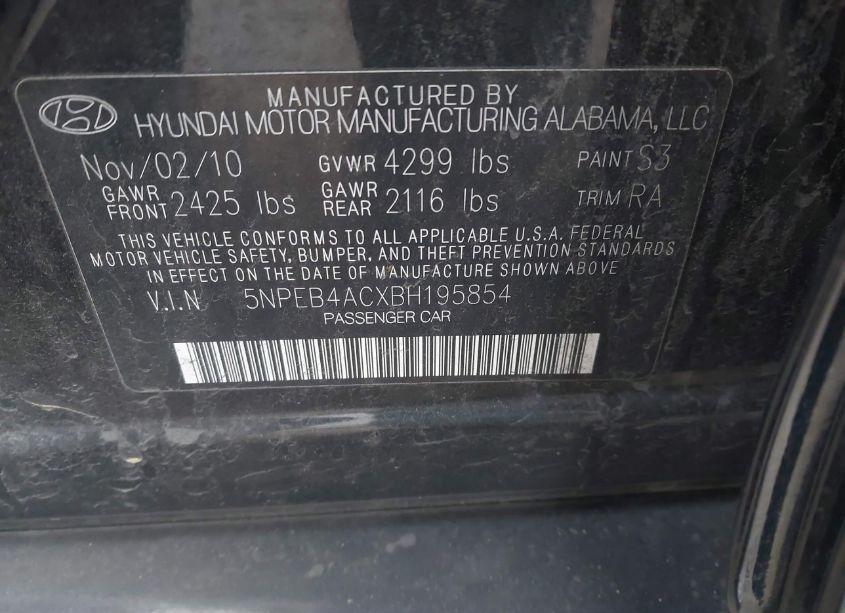 MANUFACTURED BY
HYUNDAI MOTOR MANUFACTURING ALABAMA, LLC
Nov/02/10 GVWR 4299 lbs PAINT S3
GAWR FRONT 2425 lbs GAWR REAR 2116 lbs TRIM RA
THIS VEHICLE CONFORMS TO ALL APPLICABLE U.S.A. FEDERAL
MOTOR VEHICLE SAFETY, BUMPER, AND THEFT PREVENTION STANDARDS
IN EFFECT ON THE DATE OF MANUFACTURE SHOWN ABOVE
V.I.N 5NPEB4ACXBH195854
PASSENGER CAR